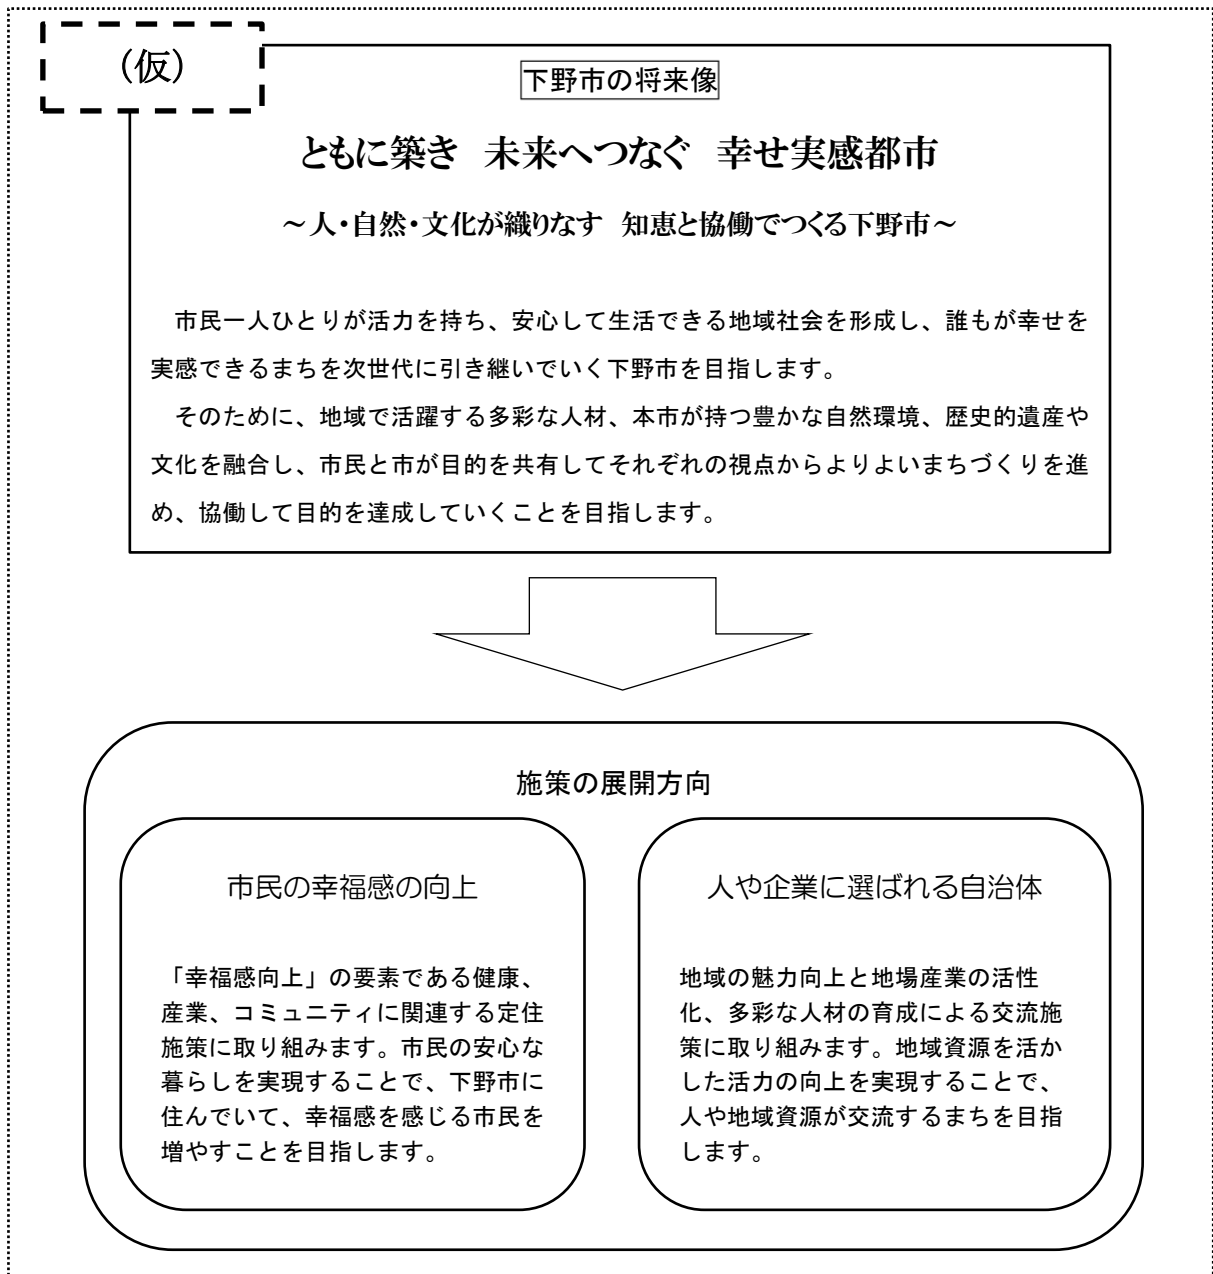 （仮）
下野市の将来像
ともに築き　未来へつなぐ　幸せ実感都市
～人・自然・文化が織りなす　知恵と協働でつくる下野市～
　市民一人ひとりが活力を持ち、安心して生活できる地域社会を形成し、誰もが幸せを
実感できるまちを次世代に引き継いでいく下野市を目指します。
　そのために、地域で活躍する多彩な人材、本市が持つ豊かな自然環境、歴史的遺産や
文化を融合し、市民と市が目的を共有してそれぞれの視点からよりよいまちづくりを進
め、協働して目的を達成していくことを目指します。
施策の展開方向
市民の幸福感の向上
「幸福感向上」の要素である健康、
産業、コミュニティに関連する定住
施策に取り組みます。市民の安心な
暮らしを実現することで、下野市に
住んでいて、幸福感を感じる市民を
増やすことを目指します。
人や企業に選ばれる自治体
地域の魅力向上と地場産業の活性
化、多彩な人材の育成による交流施
策に取り組みます。地域資源を活か
した活力の向上を実現することで、
人や地域資源が交流するまちを目指
します。